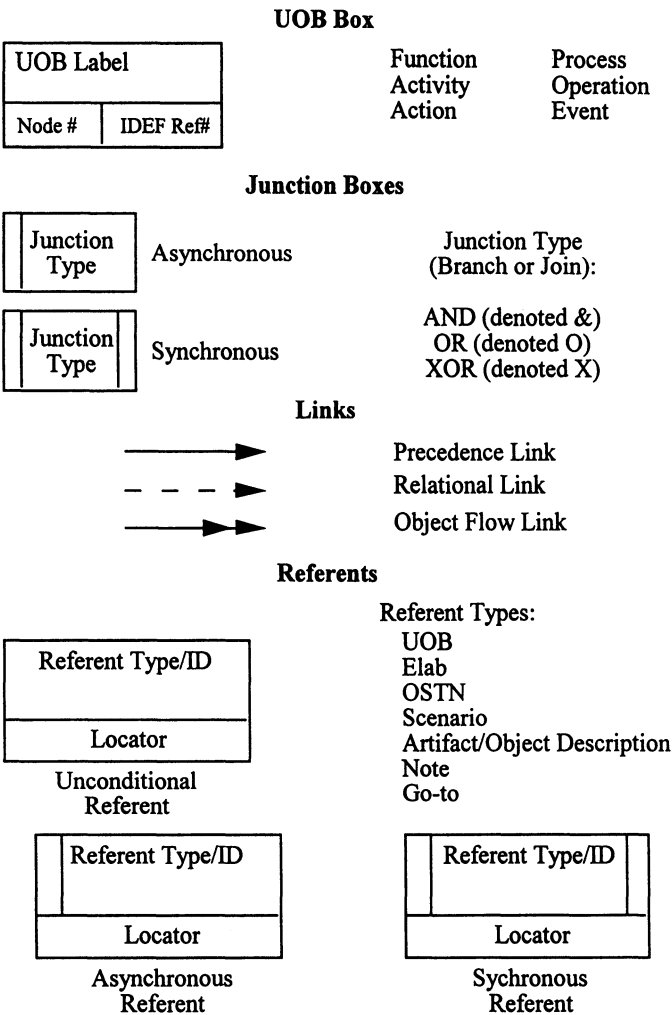 UOB Box
UOB Label
Node #
IDEF Ref#
Function Process
Activity Operation
Action Event
Junction Boxes
Junction
Type
Asynchronous
Junction
Type
Synchronous
Junction Type
(Branch or Join):
AND (denoted &)
OR (denoted O)
XOR (denoted X)
Links
Precedence Link
Relational Link
Object Flow Link
Referents
Referent Type/ID
Locator
Unconditional
Referent
Referent Types:
UOB
Elab
OSTN
Scenario
Artifact/Object Description
Note
Go-to
Referent Type/ID
Locator
Asynchronous
Referent
Referent Type/ID
Locator
Sychronous
Referent